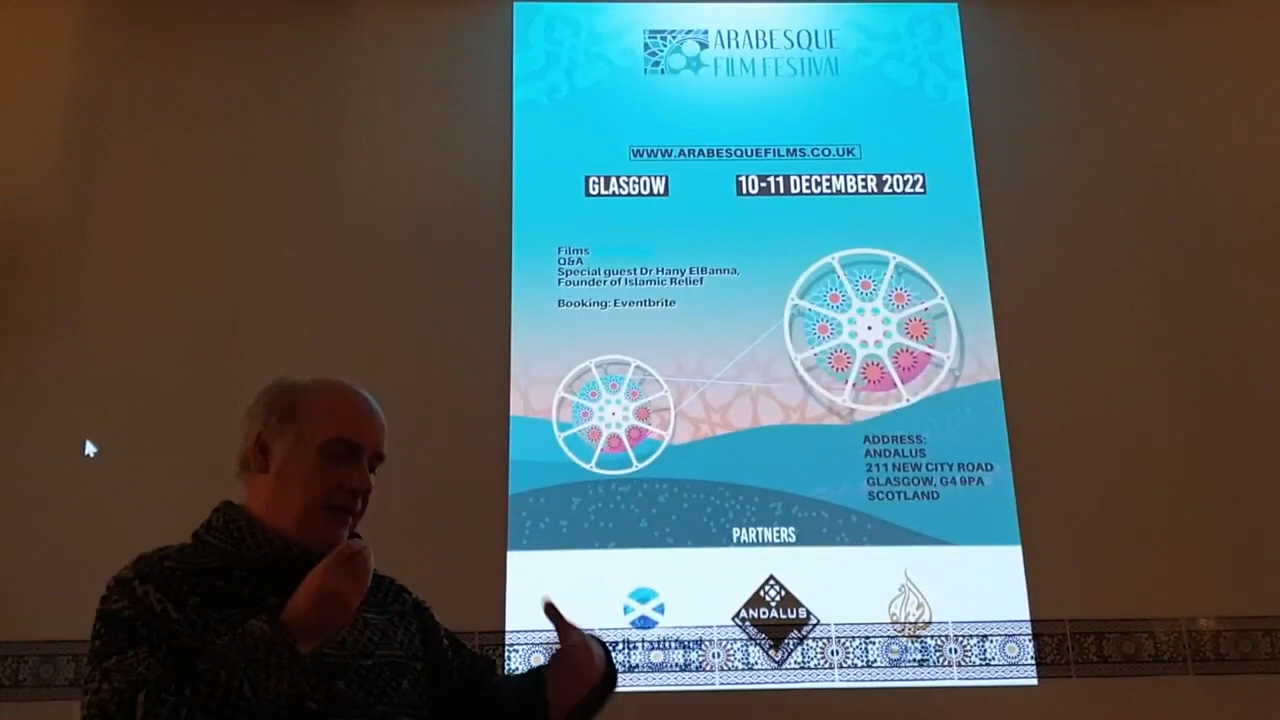 ARABESQUE
FILM FESTIVAL
WWW.ARABESQUEFILMS.CO.UK
GLASGOW
10-11 DECEMBER 2022
Films
Q&A
Special guest Dr Hany ElBanna,
Founder of Islamic Relief
Booking: Eventbrite
ADDRESS:
ANDALUS
211 NEW CITY ROAD
GLASGOW, G4 9PA
SCOTLAND
PARTNERS
ANDALUS